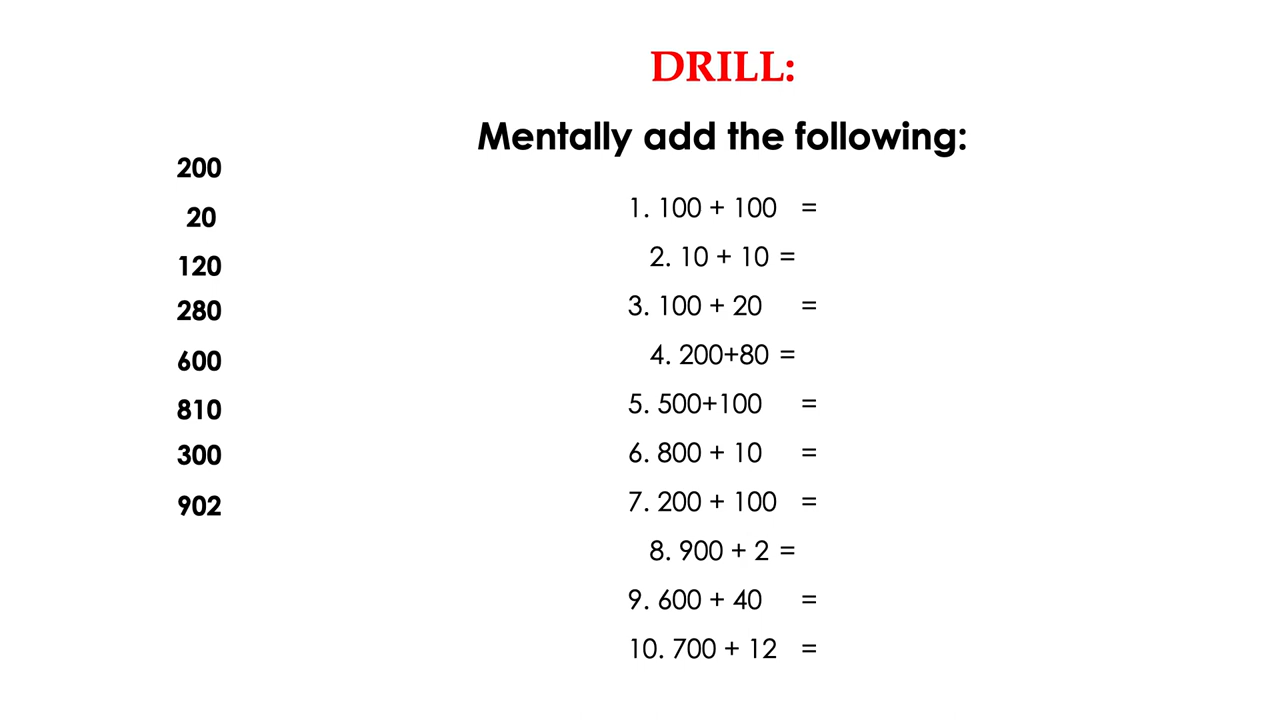 DRILL:
Mentally add the following:
200
20
120
280
600
810
300
902
1. 100 + 100 =
2. 10 + 10 =
3. 100 + 20 =
4. 200+80 =
5. 500+100 =
6. 800 + 10 =
7. 200 + 100 =
8. 900 + 2 =
9. 600 + 40 =
10. 700 + 12 =